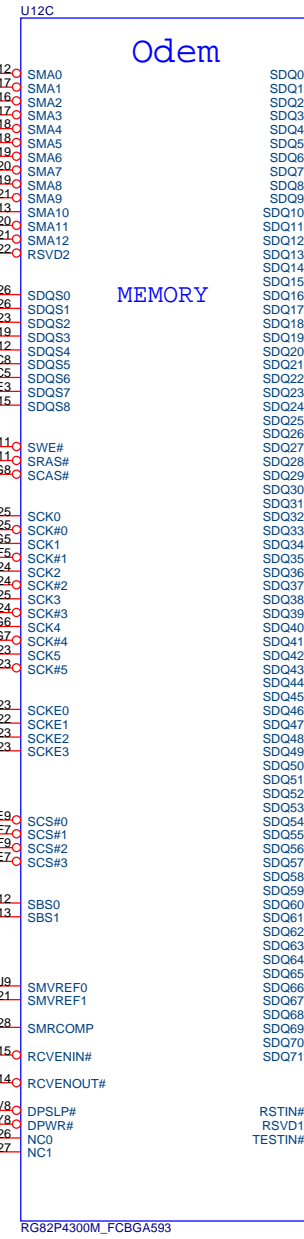 U12C
Odem
SMA0 SDQ0
SMA1 SDQ1
SMA2 SDQ2
SMA3 SDQ3
SMA4 SDQ4
SMA5 SDQ5
SMA6 SDQ6
SMA7 SDQ7
SMA8 SDQ8
SMA9 SDQ9
SMA10 SDQ10
SMA11 SDQ11
SMA12 SDQ12
RSVD2 SDQ13
SDQ14
SDQ15
SDQS0 MEMORY SDQ16
SDQS1 SDQ17
SDQS2 SDQ18
SDQS3 SDQ19
SDQS4 SDQ20
SDQS5 SDQ21
SDQS6 SDQ22
SDQS7 SDQ23
SDQS8 SDQ24
SDQ25
SDQ26
SWE# SDQ27
SRAS# SDQ28
SCAS# SDQ29
SDQ30
SDQ31
SCK0 SDQ32
SCK#0 SDQ33
SCK1 SDQ34
SCK#1 SDQ35
SCK2 SDQ36
SCK#2 SDQ37
SCK3 SDQ38
SCK#3 SDQ39
SCK4 SDQ40
SCK#4 SDQ41
SCK5 SDQ42
SCK#5 SDQ43
SDQ44
SDQ45
SCKE0 SDQ46
SCKE1 SDQ47
SCKE2 SDQ48
SCKE3 SDQ49
SDQ50
SDQ51
SDQ52
SDQ53
SCS#0 SDQ54
SCS#1 SDQ55
SCS#2 SDQ56
SCS#3 SDQ57
SDQ58
SDQ59
SBS0 SDQ60
SBS1 SDQ61
SDQ62
SDQ63
SDQ64
SDQ65
SMVREF0 SDQ66
SMVREF1 SDQ67
SDQ68
SMRCOMP SDQ69
SDQ70
RCVENIN# SDQ71
RCVENOUT#
DPSLP# RSTIN#
DPWR# RSVD1
NC0 TESTIN#
NC1
RG82P4300M_FCBGA593